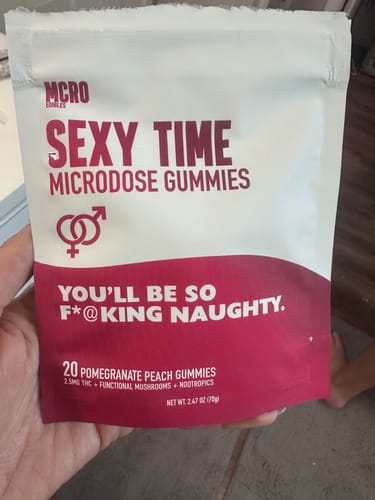 MCRO
EDIBLES
SEXY TIME
MICRODOSE GUMMIES
YOU'LL BE SO
F*@KING NAUGHTY.
20 POMEGRANATE PEACH GUMMIES
2.5MG THC + FUNCTIONAL MUSHROOMS + NOOTROPICS
NET WT. 2.47 OZ (70g)